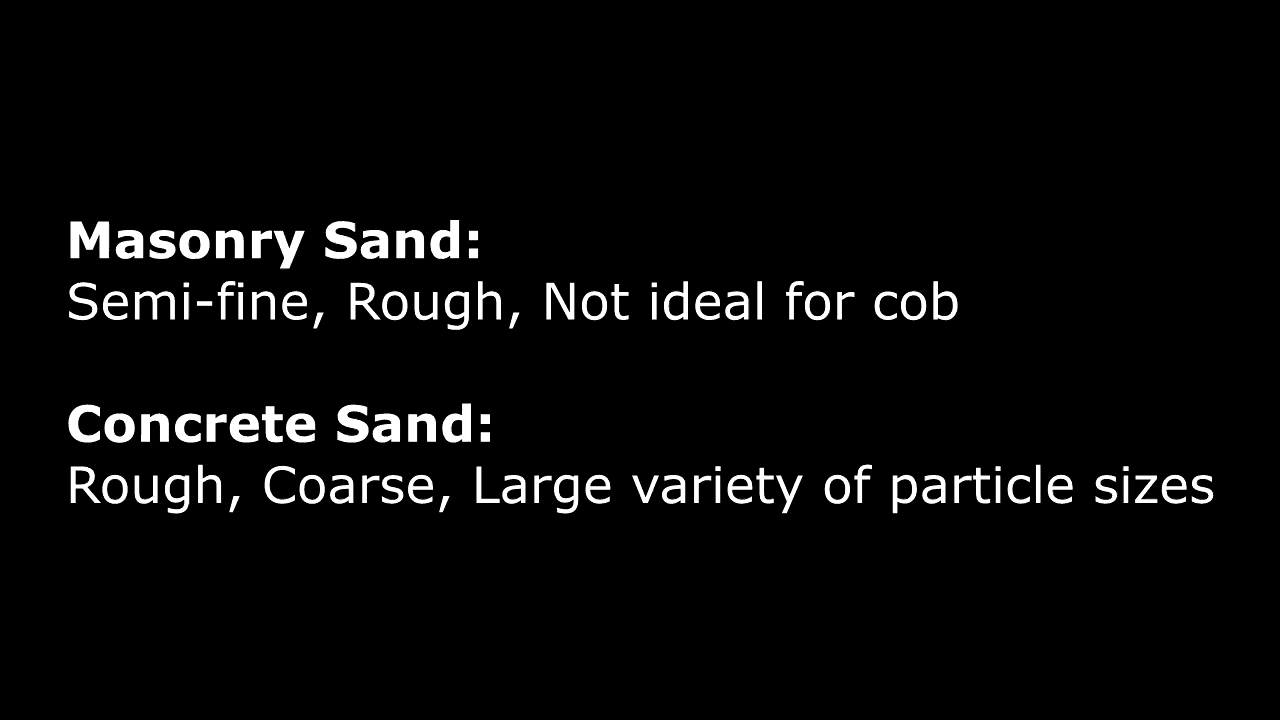 Masonry Sand:
Semi-fine, Rough, Not ideal for cob
Concrete Sand:
Rough, Coarse, Large variety of particle sizes